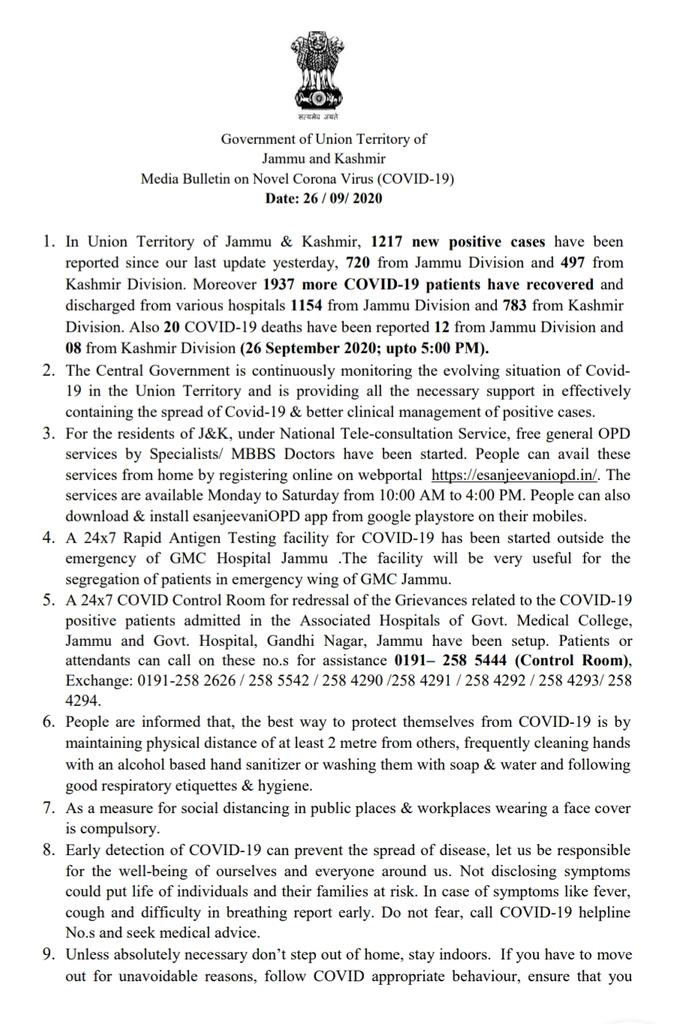 सत्यमेव जयते
Government of Union Territory of
Jammu and Kashmir
Media Bulletin on Novel Corona Virus (COVID-19)
Date: 26 / 09/ 2020
1. In Union Territory of Jammu & Kashmir, 1217 new positive cases have been
reported since our last update yesterday, 720 from Jammu Division and 497 from
Kashmir Division. Moreover 1937 more COVID-19 patients have recovered and
discharged from various hospitals 1154 from Jammu Division and 783 from Kashmir
Division. Also 20 COVID-19 deaths have been reported 12 from Jammu Division and
08 from Kashmir Division (26 September 2020; upto 5:00 PM).
2. The Central Government is continuously monitoring the evolving situation of Covid-
19 in the Union Territory and is providing all the necessary support in effectively
containing the spread of Covid-19 & better clinical management of positive cases.
3. For the residents of J&K, under National Tele-consultation Service, free general OPD
services by Specialists/ MBBS Doctors have been started. People can avail these
services from home by registering online on webportal https://esanjeevaniopd.in/. The
services are available Monday to Saturday from 10:00 AM to 4:00 PM. People can also
download & install esanjeevaniOPD app from google playstore on their mobiles.
4. A 24x7 Rapid Antigen Testing facility for COVID-19 has been started outside the
emergency of GMC Hospital Jammu .The facility will be very useful for the
segregation of patients in emergency wing of GMC Jammu.
5. A 24x7 COVID Control Room for redressal of the Grievances related to the COVID-19
positive patients admitted in the Associated Hospitals of Govt. Medical College,
Jammu and Govt. Hospital, Gandhi Nagar, Jammu have been setup. Patients or
attendants can call on these no.s for assistance 0191– 258 5444 (Control Room),
Exchange: 0191-258 2626 / 258 5542 / 258 4290 /258 4291 / 258 4292 / 258 4293/ 258
4294.
6. People are informed that, the best way to protect themselves from COVID-19 is by
maintaining physical distance of at least 2 metre from others, frequently cleaning hands
with an alcohol based hand sanitizer or washing them with soap & water and following
good respiratory etiquettes & hygiene.
7. As a measure for social distancing in public places & workplaces wearing a face cover
is compulsory.
8. Early detection of COVID-19 can prevent the spread of disease, let us be responsible
for the well-being of ourselves and everyone around us. Not disclosing symptoms
could put life of individuals and their families at risk. In case of symptoms like fever,
cough and difficulty in breathing report early. Do not fear, call COVID-19 helpline
No.s and seek medical advice.
9. Unless absolutely necessary don’t step out of home, stay indoors. If you have to move
out for unavoidable reasons, follow COVID appropriate behaviour, ensure that you